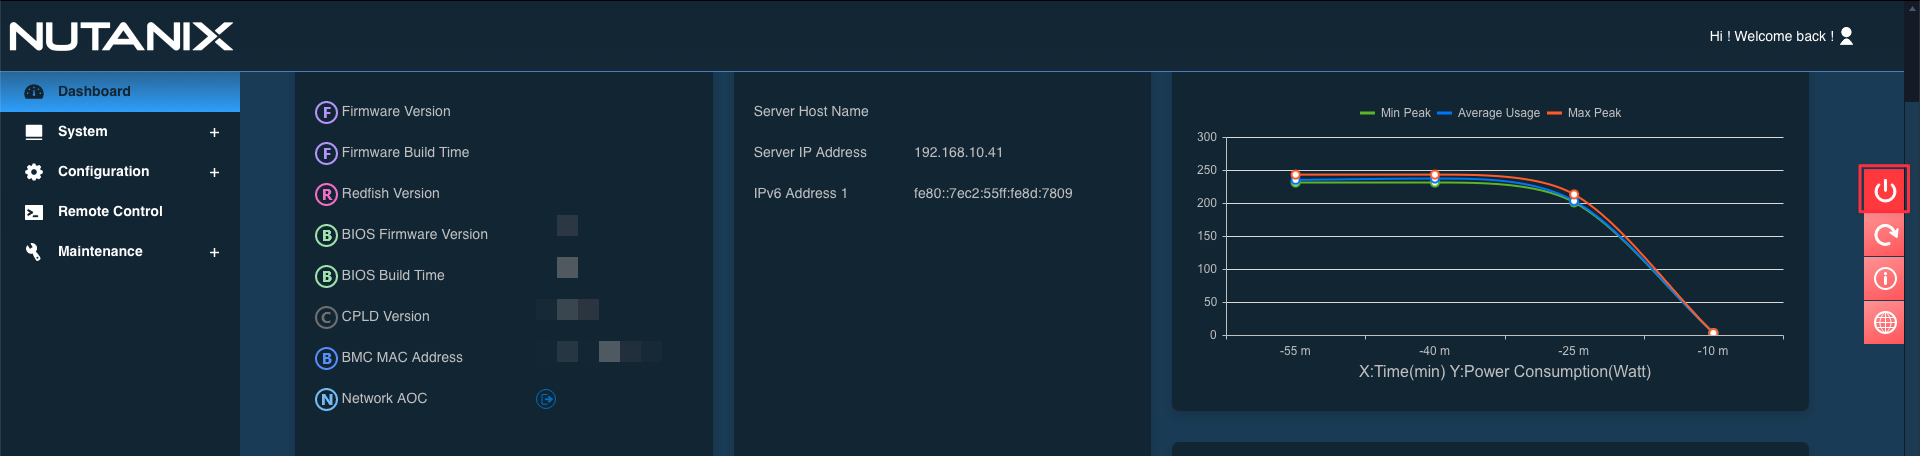 NUTANIX
Hi ! Welcome back !
Dashboard
System +
Configuration +
Remote Control
Maintenance +
F Firmware Version
F Firmware Build Time
R Redfish Version
B BIOS Firmware Version
B BIOS Build Time
C CPLD Version
B BMC MAC Address
N Network AOC
Server Host Name
Server IP Address 192.168.10.41
IPv6 Address 1 fe80::7ec2:55ff:fe8d:7809
Min Peak Average Usage Max Peak
300
250
200
150
100
50
0
-55 m -40 m -25 m -10 m
X:Time(min) Y:Power Consumption(Watt)